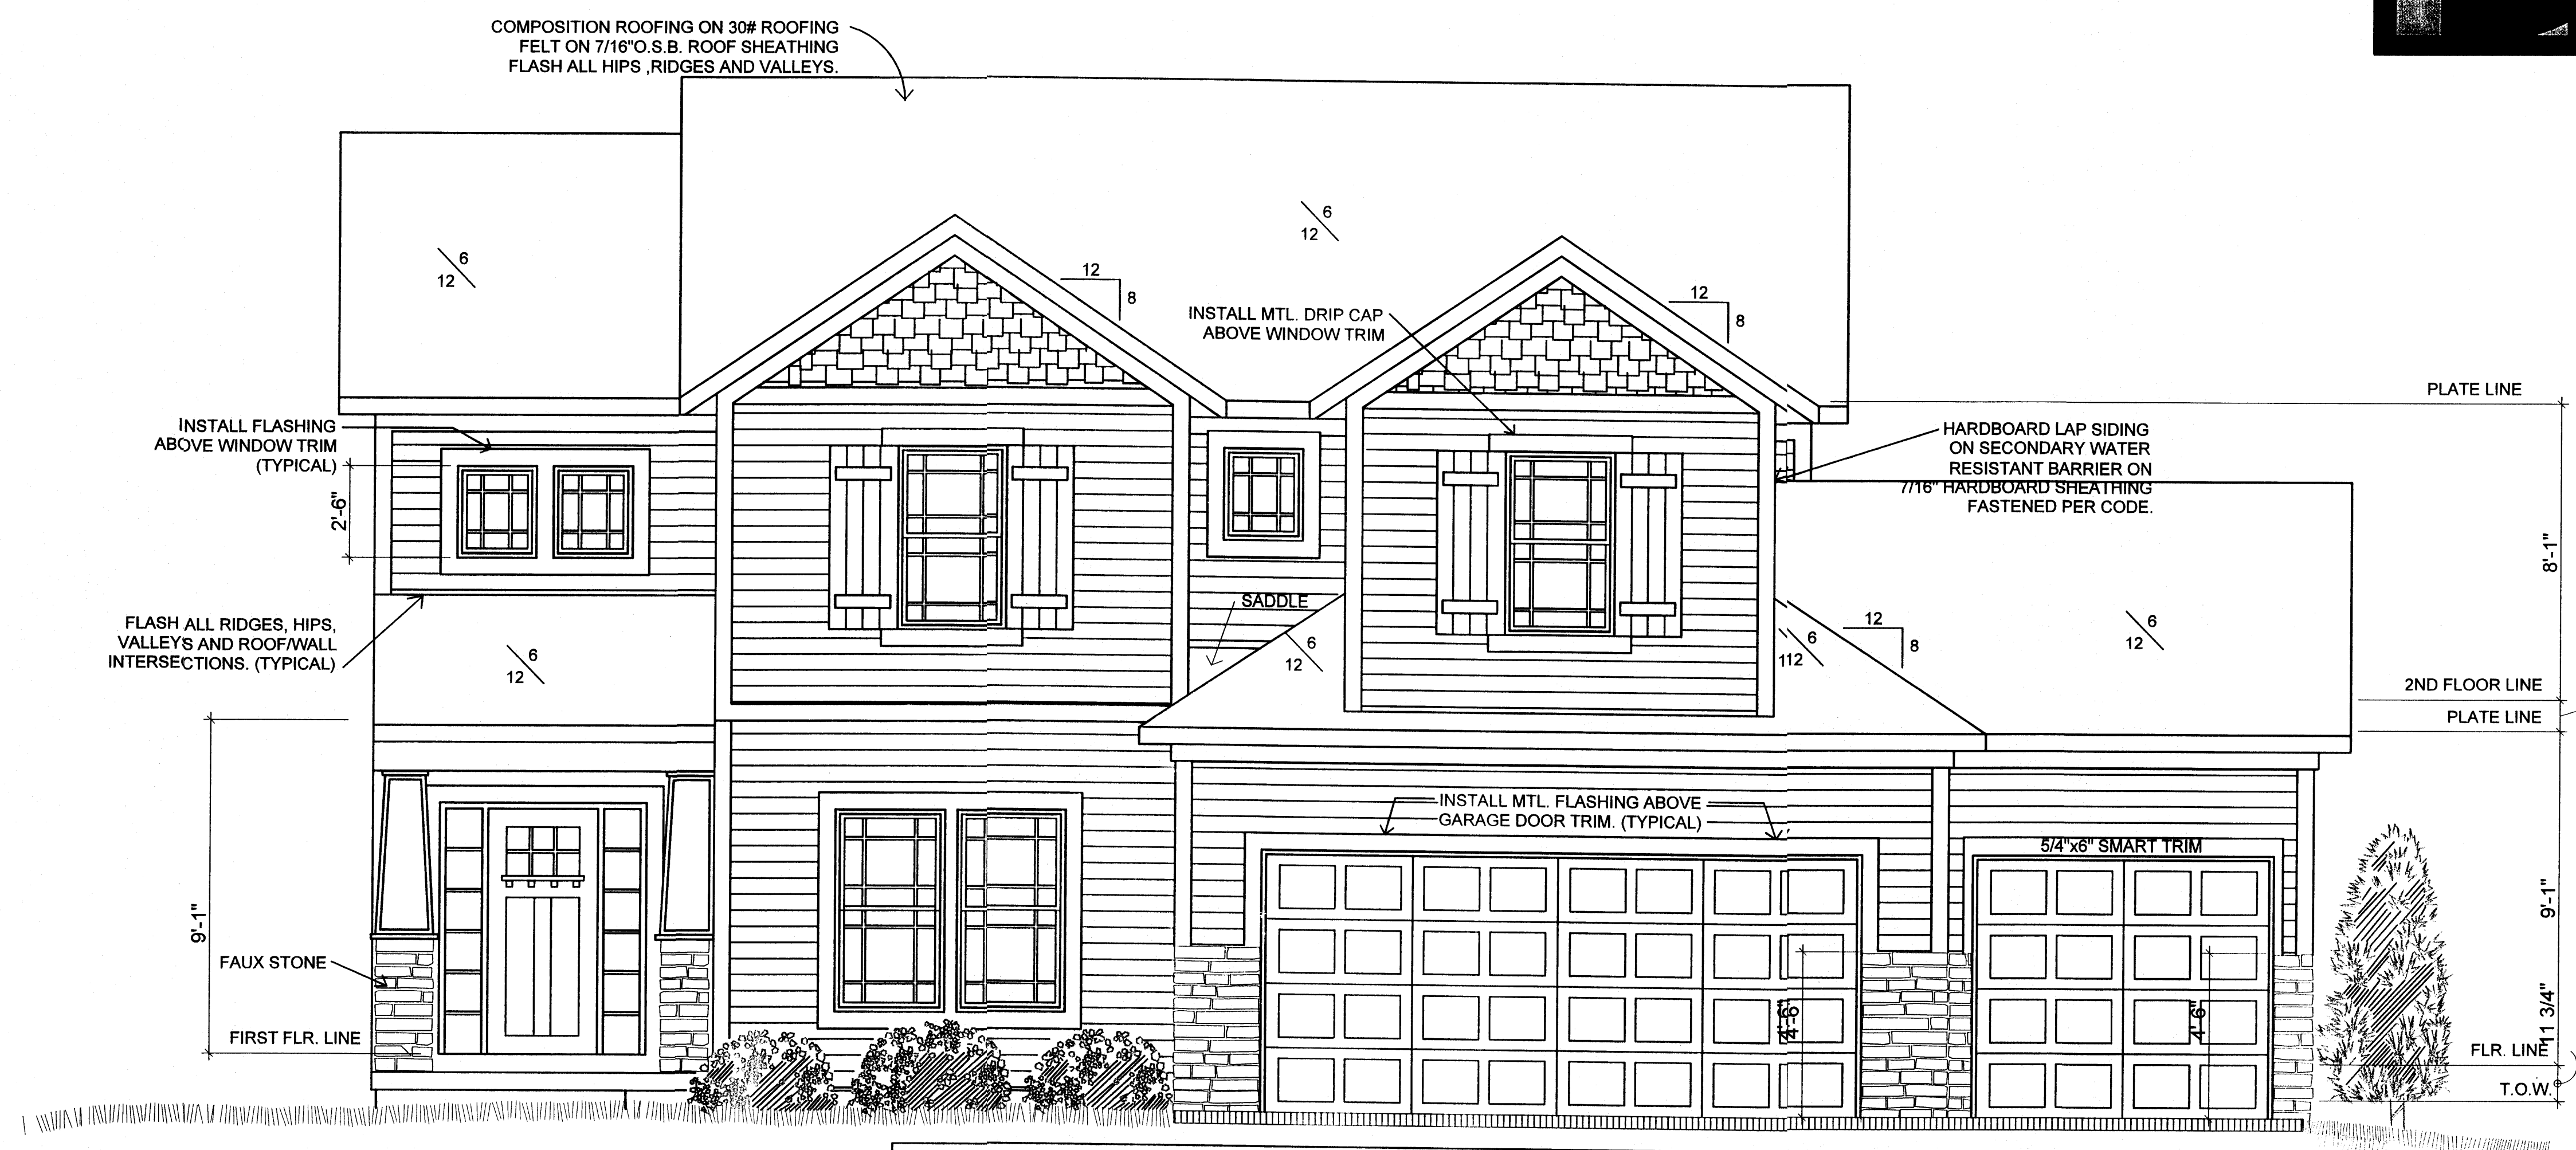 COMPOSITION ROOFING ON 30# ROOFING
FELT ON 7/16"O.S.B. ROOF SHEATHING
FLASH ALL HIPS ,RIDGES AND VALLEYS.
6
12
6
12
12
8
12
8
INSTALL MTL. DRIP CAP
ABOVE WINDOW TRIM
PLATE LINE
INSTALL FLASHING
ABOVE WINDOW TRIM
(TYPICAL)
2'-6"
HARDBOARD LAP SIDING
ON SECONDARY WATER
RESISTANT BARRIER ON
7/16" HARDBOARD SHEATHING
FASTENED PER CODE.
8'-1"
SADDLE
FLASH ALL RIDGES, HIPS,
VALLEYS AND ROOF/WALL
INTERSECTIONS. (TYPICAL)
6
12
6
12
6
112
12
8
6
12
2ND FLOOR LINE
PLATE LINE
INSTALL MTL. FLASHING ABOVE
GARAGE DOOR TRIM. (TYPICAL)
5/4"x6" SMART TRIM
9'-1"
9'-1"
FAUX STONE
4'-6"
4'-6"
11 3/4"
FIRST FLR. LINE
FLR. LINE
T.O.W.